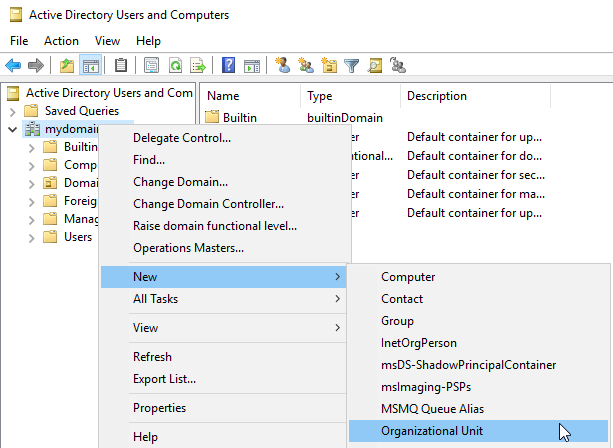 Active Directory Users and Computers
File Action View Help
Active Directory Users and Com
Name Type Description
Saved Queries
mydomain
Builtin builtinDomain
Builtin
Delegate Control...
Default container for up...
Comp
Find...
ational... Default container for do...
Domai
Change Domain...
Default container for sec...
Foreig
Change Domain Controller...
Default container for ma...
Manag
Raise domain functional level...
Default container for up...
Users
Operations Masters...
New
All Tasks
View
Refresh
Export List...
Properties
Help
Computer
Contact
Group
InetOrgPerson
msDS-ShadowPrincipalContainer
msImaging-PSPs
MSMQ Queue Alias
Organizational Unit